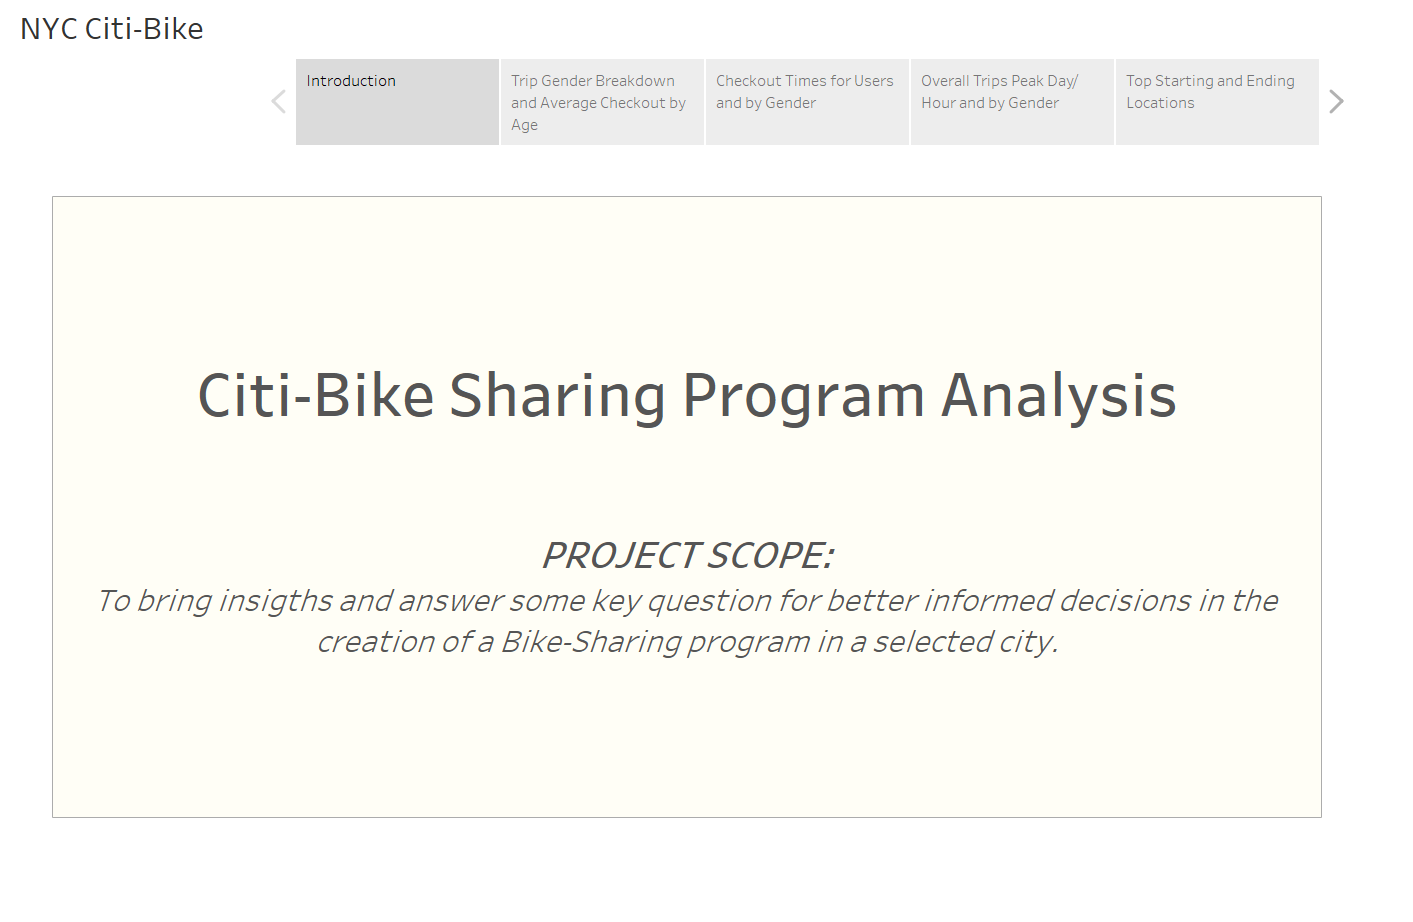 NYC Citi-Bike
Introduction
Trip Gender Breakdown
and Average Checkout by
Age
Checkout Times for Users
and by Gender
Overall Trips Peak Day/
Hour and by Gender
Top Starting and Ending
Locations
Citi-Bike Sharing Program Analysis
PROJECT SCOPE:
To bring insigths and answer some key question for better informed decisions in the
creation of a Bike-Sharing program in a selected city.